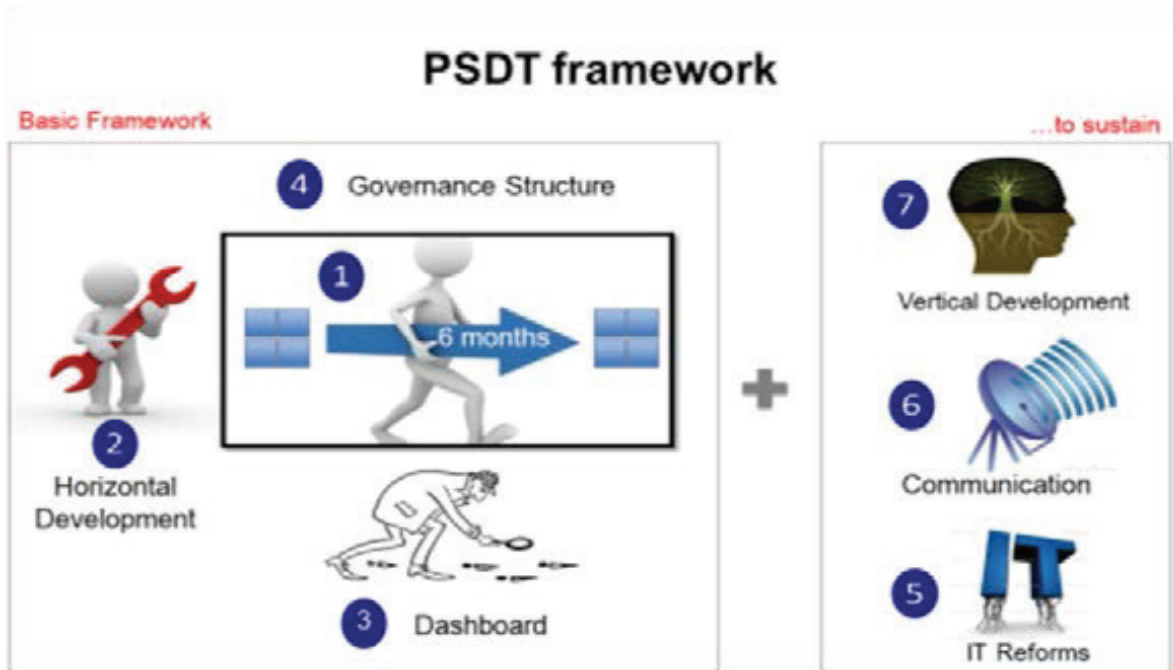 PSDT framework
Basic Framework
...to sustain
4 Governance Structure
1
6 months
2
Horizontal
Development
3 Dashboard
7
Vertical Development
6
Communication
5
IT
IT Reforms